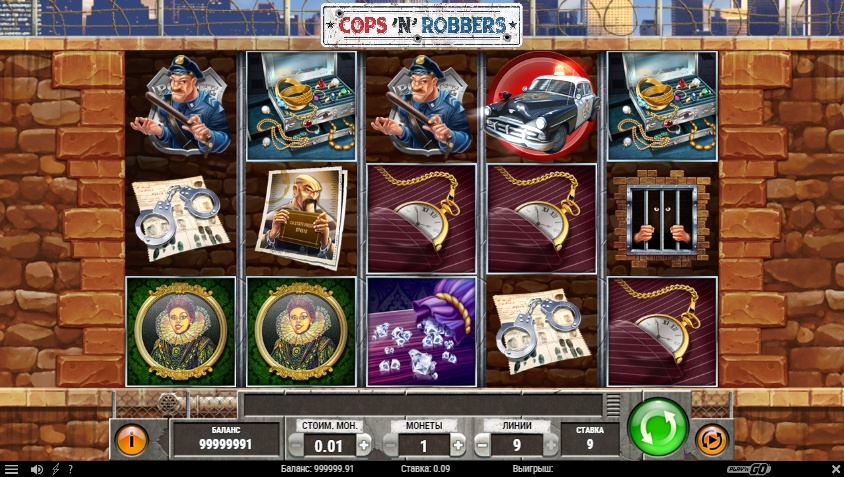 COPS 'N' ROBBERS
БАЛАНС
99999991
СТОИМ. МОН.
0.01
МОНЕТЫ
1
ЛИНИИ
9
СТАВКА
9
?
Баланс: 999999.91
Ставка: 0.09
Выигрыш:
PLAY'N GO